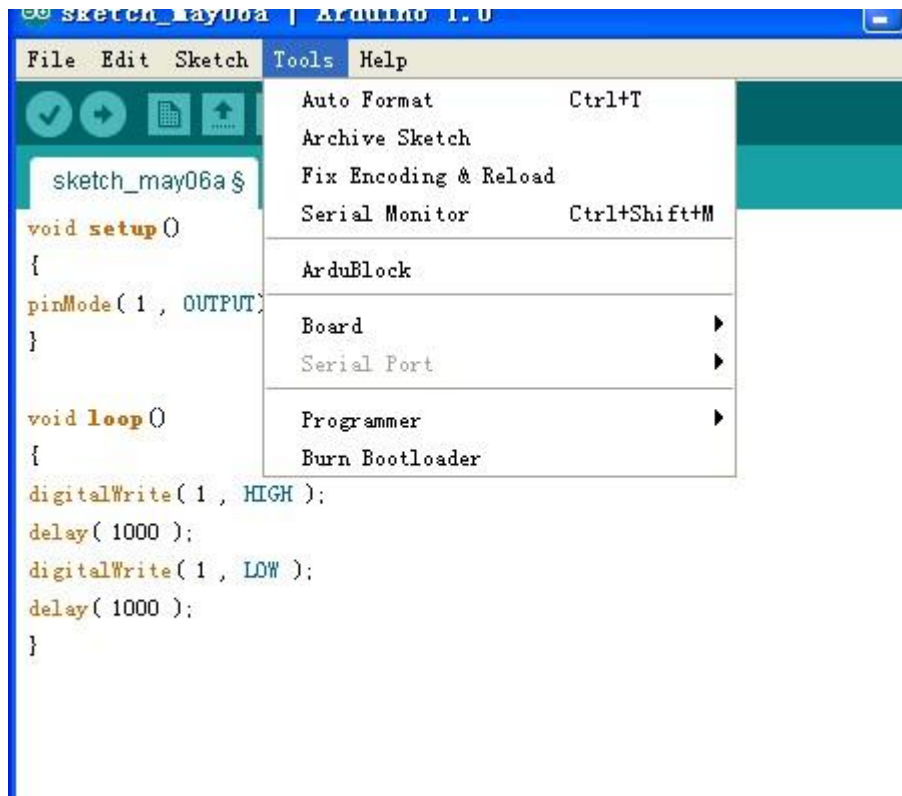 sketch_may06a | Arduino 1.0
File Edit Sketch Tools Help
Auto Format Ctrl+T
Archive Sketch
Fix Encoding & Reload
Serial Monitor Ctrl+Shift+M
ArduBlock
Board
Serial Port
Programmer
Burn Bootloader
sketch_may06a §
void setup()
{
pinMode( 1 , OUTPUT)
}
void loop()
{
digitalWrite( 1 , HIGH );
delay( 1000 );
digitalWrite( 1 , LOW );
delay( 1000 );
}